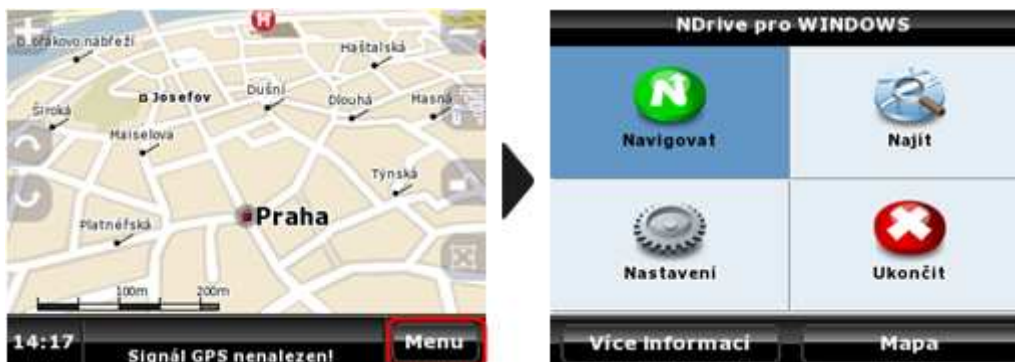 H
Dvořákovo nábřeží
Haštalská
Josefov
Dušní
Dlouhá
Hasná
Široká
Maiselova
Týnská
Praha
Platnéřská
100m
200m
14:17
Signál GPS nenalezen!
Menu
NDrive pro WINDOWS
N
Navigovat
Najít
Nastavení
Ukončit
Více Informací
Mapa